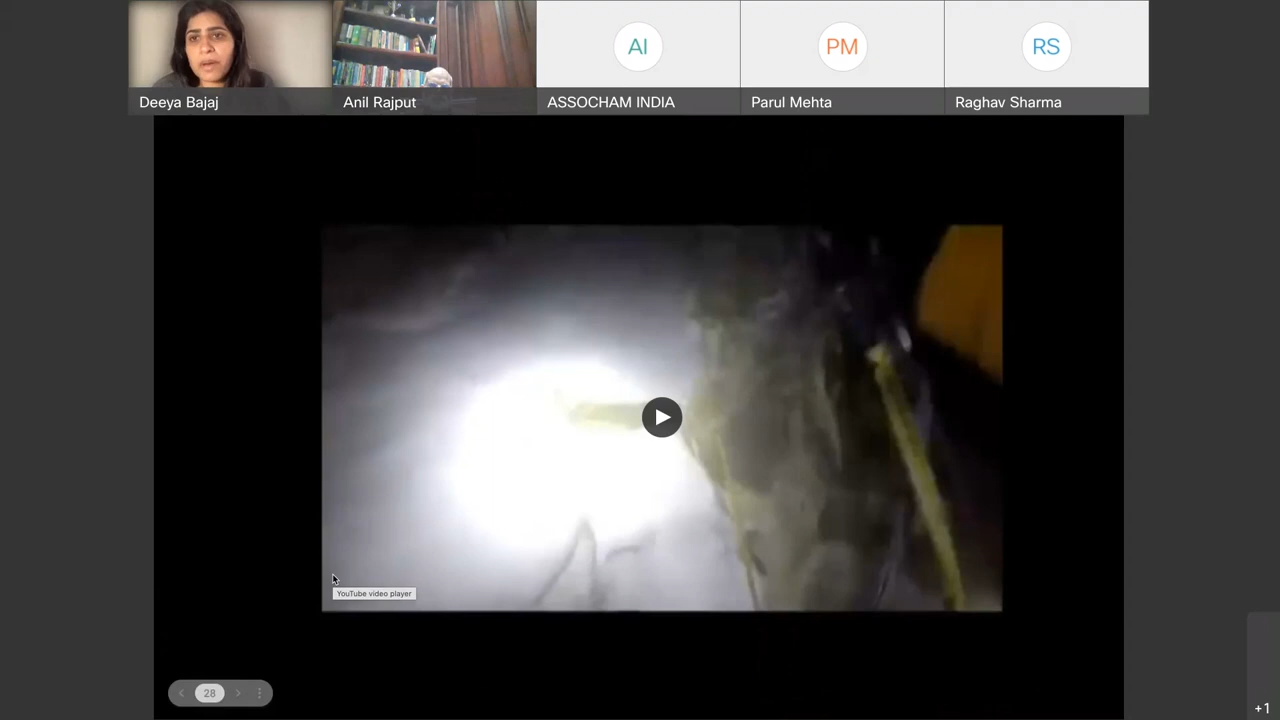 AI
PM
RS
Deeya Bajaj
Anil Rajput
ASSOCHAM INDIA
Parul Mehta
Raghav Sharma
YouTube video player
28
+1